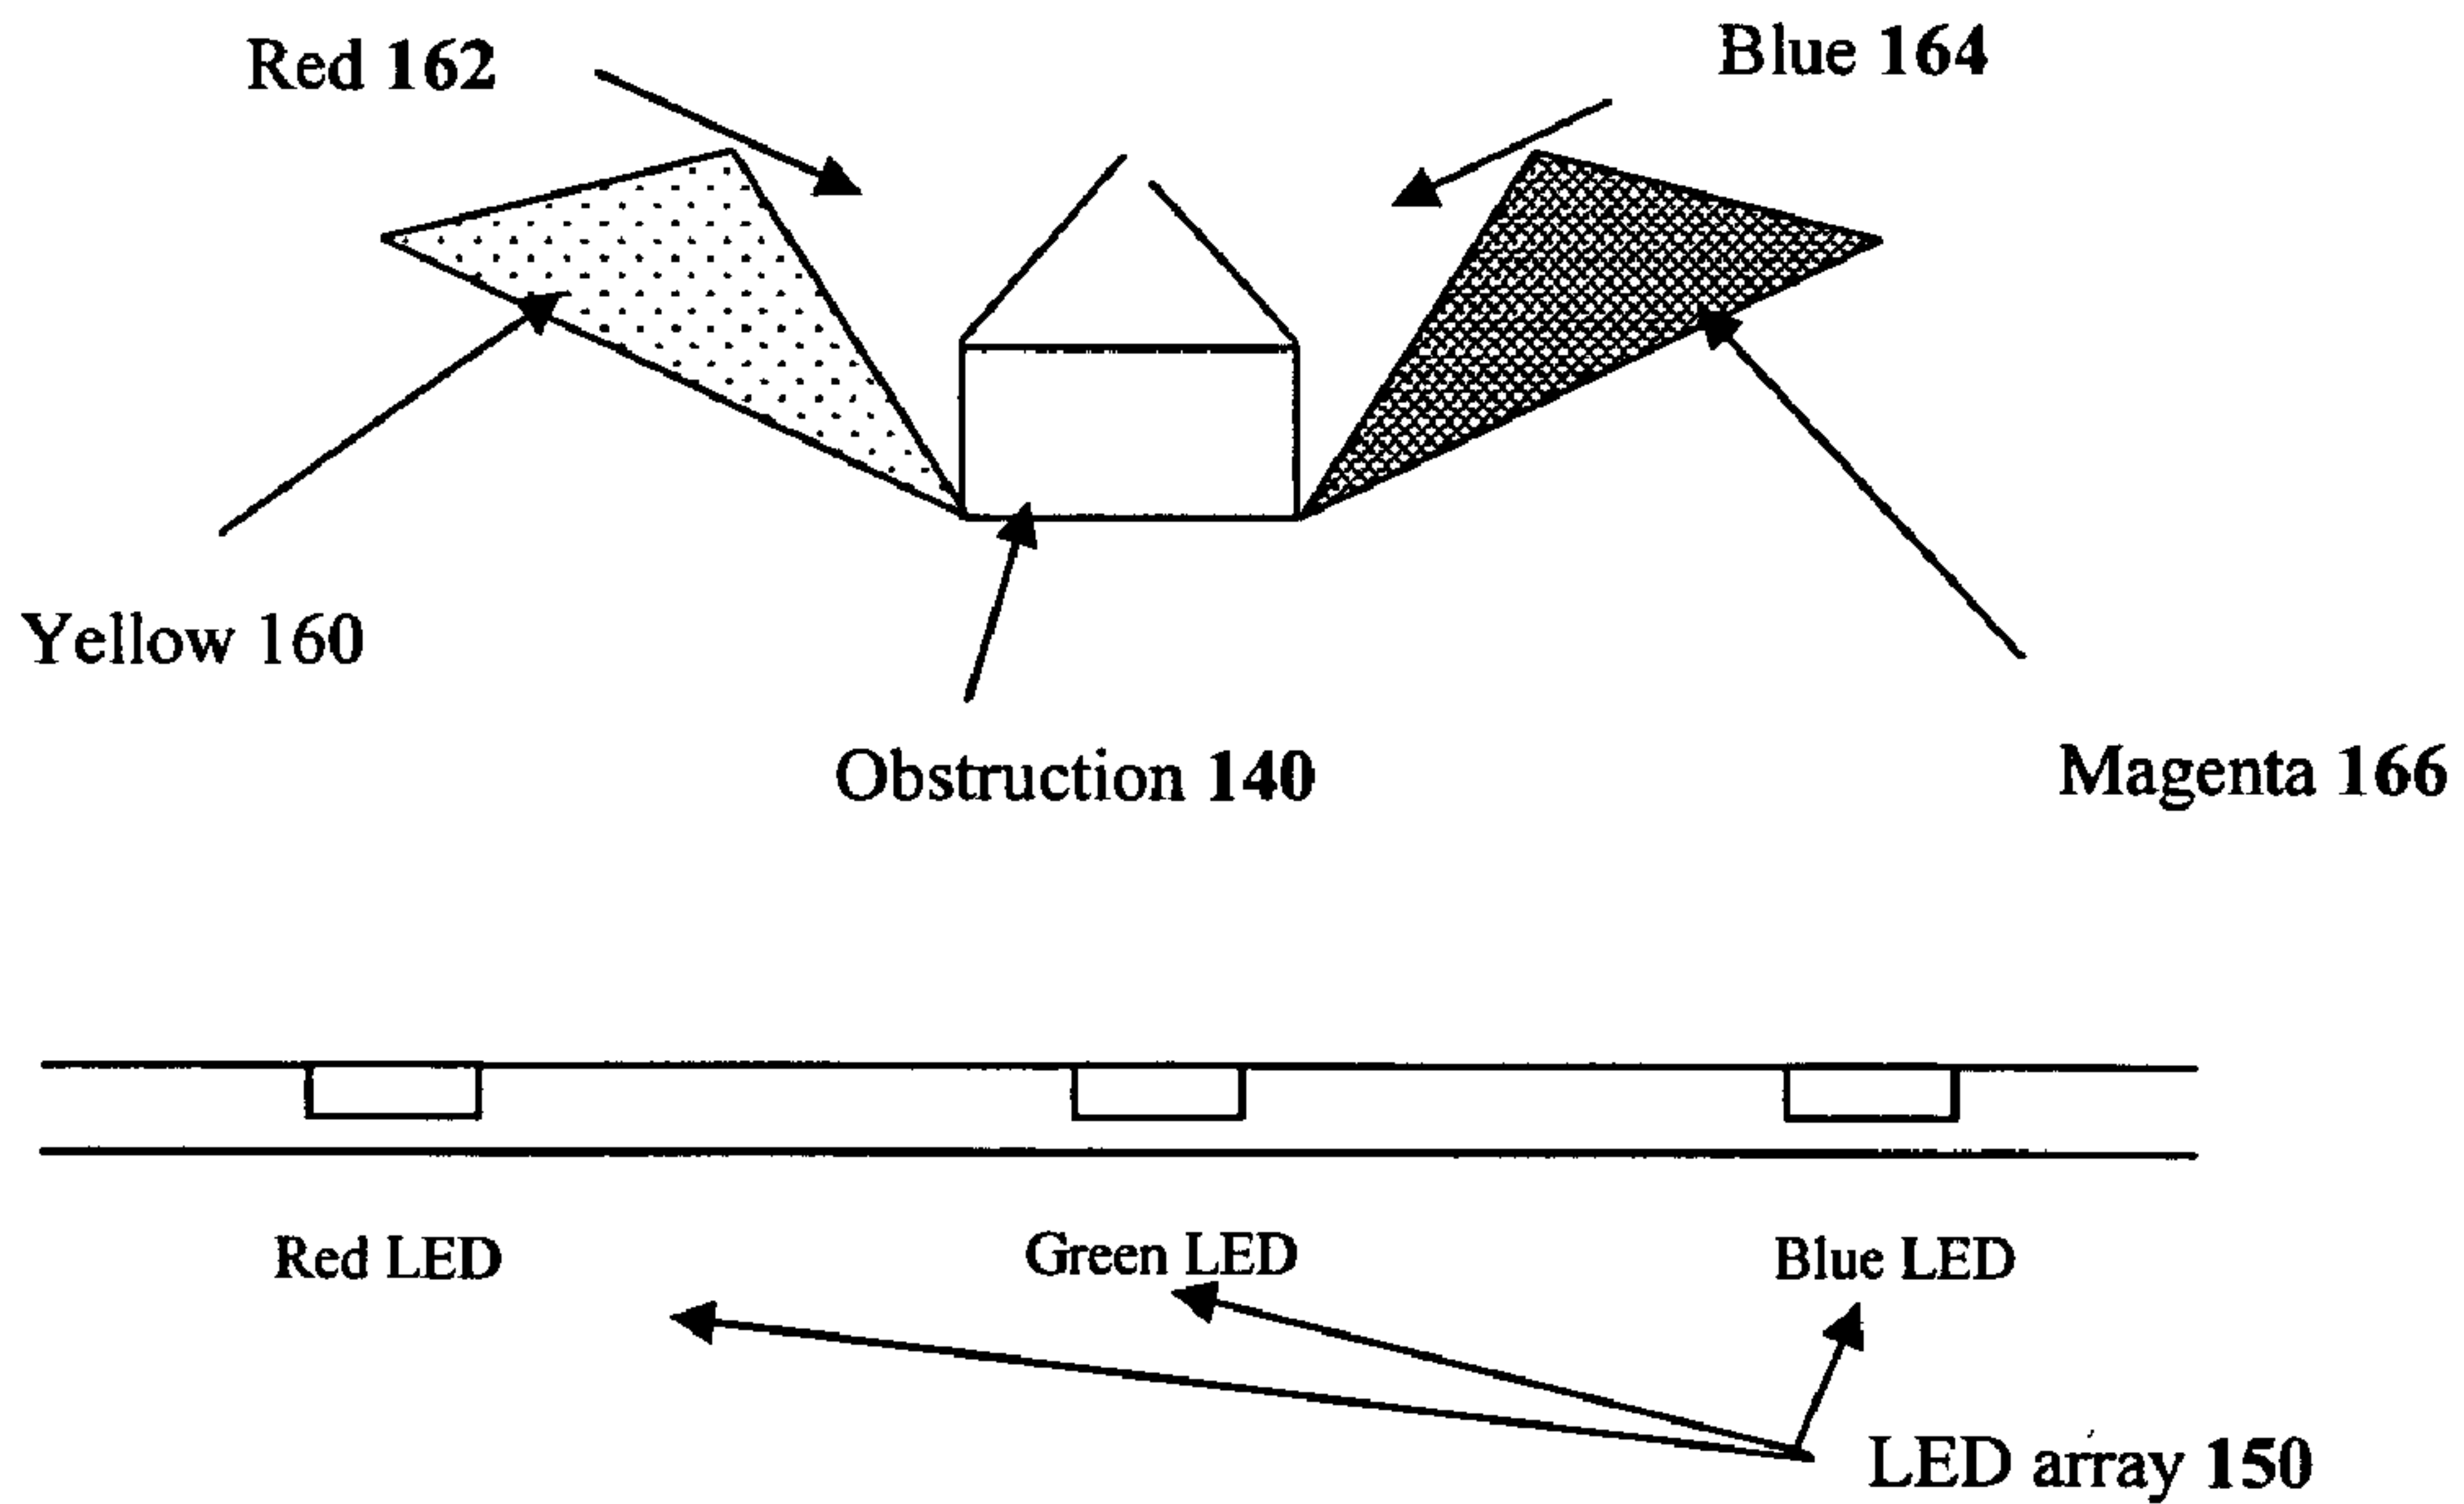 Red 162
Blue 164
Yellow 160
Obstruction 140
Magenta 166
Red LED
Green LED
Blue LED
LED array 150